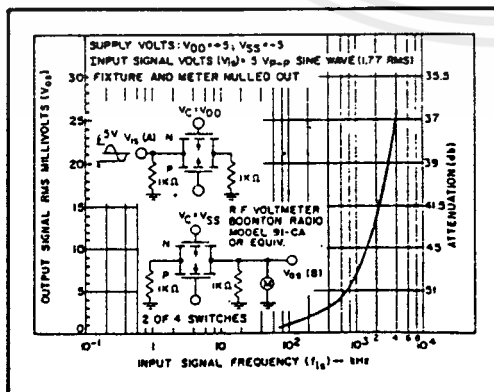 SUPPLY VOLTS: VDD=+5; VSS=-5
INPUT SIGNAL VOLTS (Vis)= 5 Vp-p SINE WAVE (1.77 RMS)
FIXTURE AND METER NULLED OUT
OUTPUT SIGNAL RMS MILLIVOLTS (Vos)
30
25
20
15
10
5
0
VC=VDD
5V
Vis (A)
N
P
1KΩ
1KΩ
VC=VSS
R F VOLTMETER
BOONTON RADIO
MODEL 91-CA
OR EQUIV.
N
P
1KΩ
1KΩ
Vos (B)
2 OF 4 SWITCHES
35.5
37
39
41.5
45
51
ATTENUATION (db)
2 4 6 8
10-1 1 10 102 103 104
INPUT SIGNAL FREQUENCY (fis) — kHz